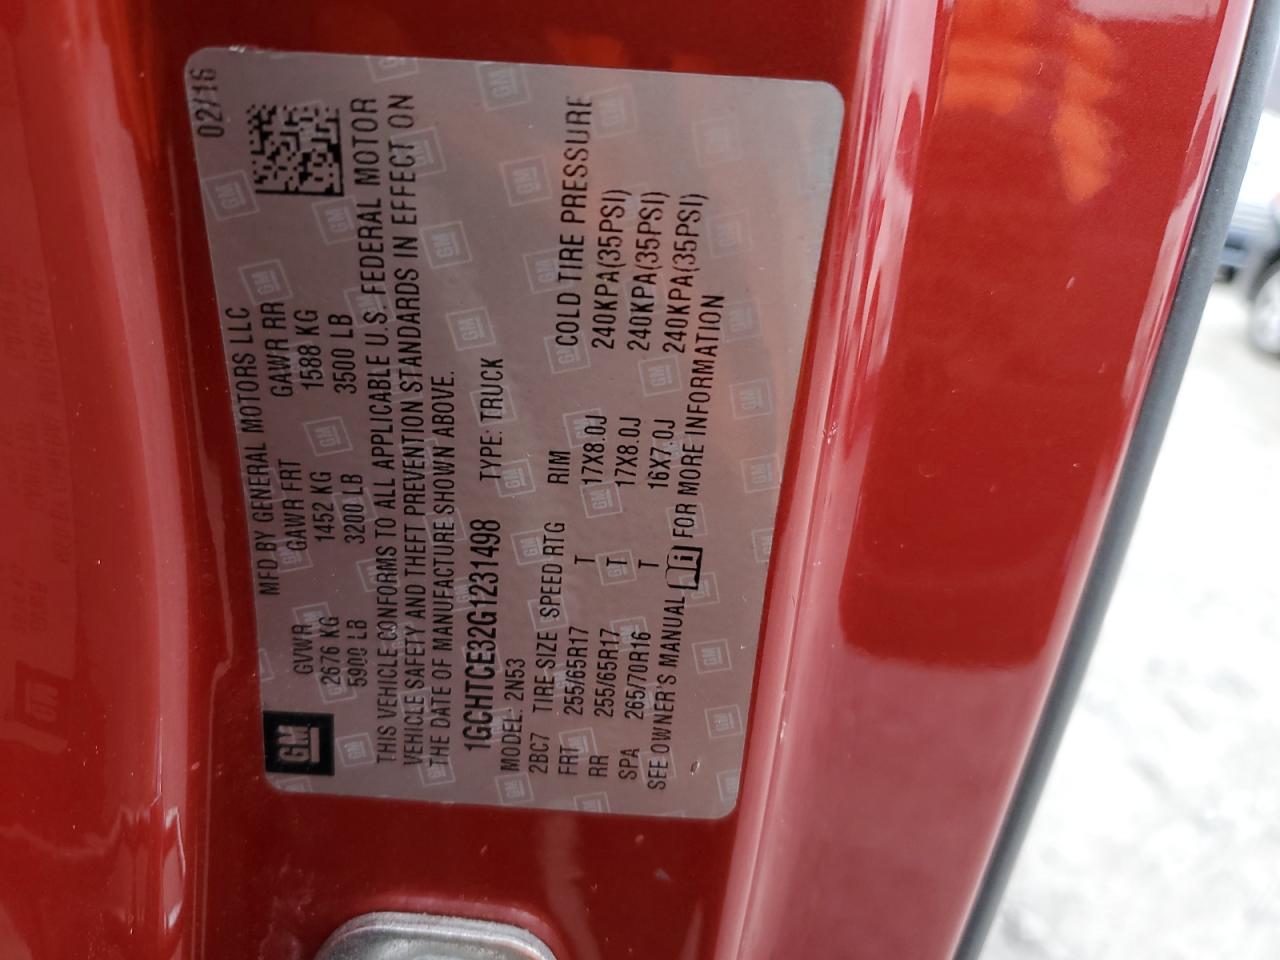 02/16
MFD BY GENERAL MOTORS LLC
GVWR GAWR FRT GAWR RR
2676 KG 1452 KG 1588 KG
5900 LB 3200 LB 3500 LB
GM
THIS VEHICLE CONFORMS TO ALL APPLICABLE U.S. FEDERAL MOTOR
VEHICLE SAFETY AND THEFT PREVENTION STANDARDS IN EFFECT ON
THE DATE OF MANUFACTURE SHOWN ABOVE.
1GCHTCE32G1231498 TYPE: TRUCK
MODEL: 2N53
2BC7 TIRE SIZE SPEED RTG RIM COLD TIRE PRESSURE
FRT 255/65R17 T 17X8.0J 240KPA(35PSI)
RR 255/65R17 T 17X8.0J 240KPA(35PSI)
SPA 265/70R16 T 16X7.0J 240KPA(35PSI)
SEE OWNER'S MANUAL i FOR MORE INFORMATION